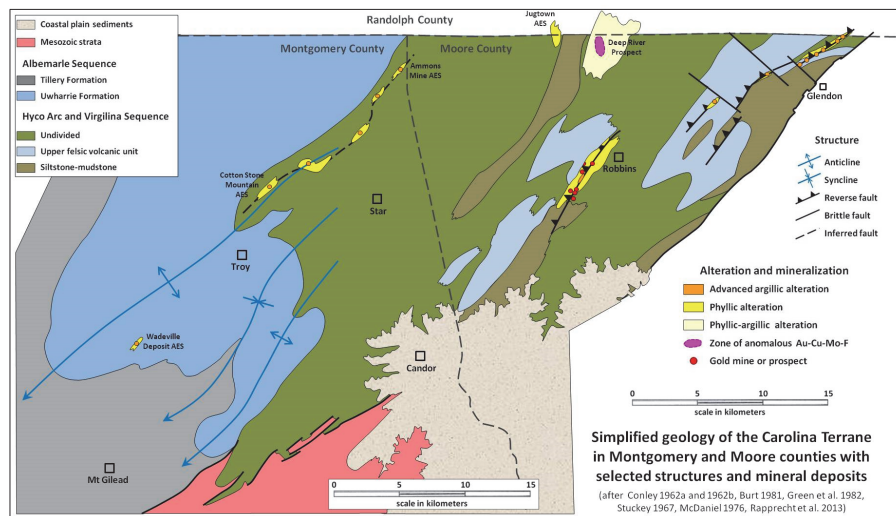 Coastal plain sediments
Mesozoic strata
Albemarle Sequence
Tillery Formation
Uwharrie Formation
Hyco Arc and Virgilina Sequence
Undivided
Upper felsic volcanic unit
Siltstone-mudstone
Randolph County
Montgomery County
Moore County
Jugtown
AES
Deep River
Prospect
Ammons
Mine AES
Glendon
Cotton Stone
Mountain
AES
Robbins
Star
Troy
Wadeville
Deposit AES
Candor
Mt Gilead
Structure
Anticline
Syncline
Reverse fault
Brittle fault
Inferred fault
Alteration and mineralization
Advanced argillic alteration
Phyllic alteration
Phyllic-argillic alteration
Zone of anomalous Au-Cu-Mo-F
Gold mine or prospect
0 5 10 15
scale in kilometers
0 5 10 15
scale in kilometers
Simplified geology of the Carolina Terrane
in Montgomery and Moore counties with
selected structures and mineral deposits
(after Conley 1962a and 1962b, Burt 1981, Green et al. 1982,
Stuckey 1967, McDaniel 1976, Rapprecht et al. 2013)